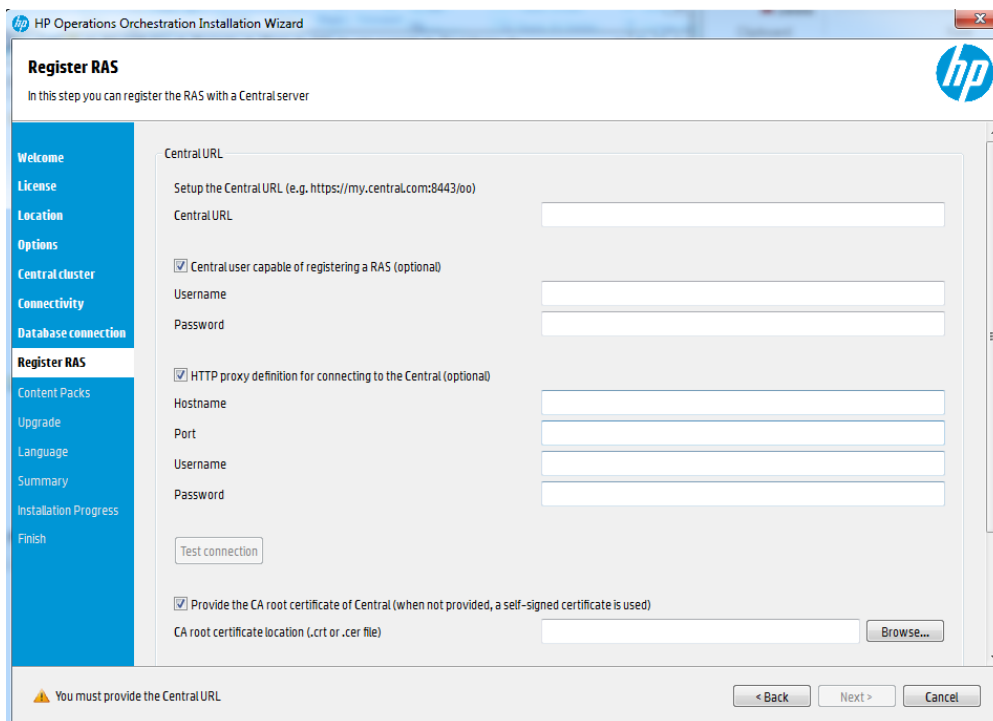 HP Operations Orchestration Installation Wizard
Register RAS
In this step you can register the RAS with a Central server
hp
Welcome
License
Location
Options
Central cluster
Connectivity
Database connection
Register RAS
Content Packs
Upgrade
Language
Summary
Installation Progress
Finish
Central URL
Setup the Central URL (e.g. https://my.central.com:8443/oo)
Central URL
Central user capable of registering a RAS (optional)
Username
Password
HTTP proxy definition for connecting to the Central (optional)
Hostname
Port
Username
Password
Test connection
Provide the CA root certificate of Central (when not provided, a self-signed certificate is used)
CA root certificate location (.crt or .cer file)
Browse...
You must provide the Central URL
< Back
Next >
Cancel